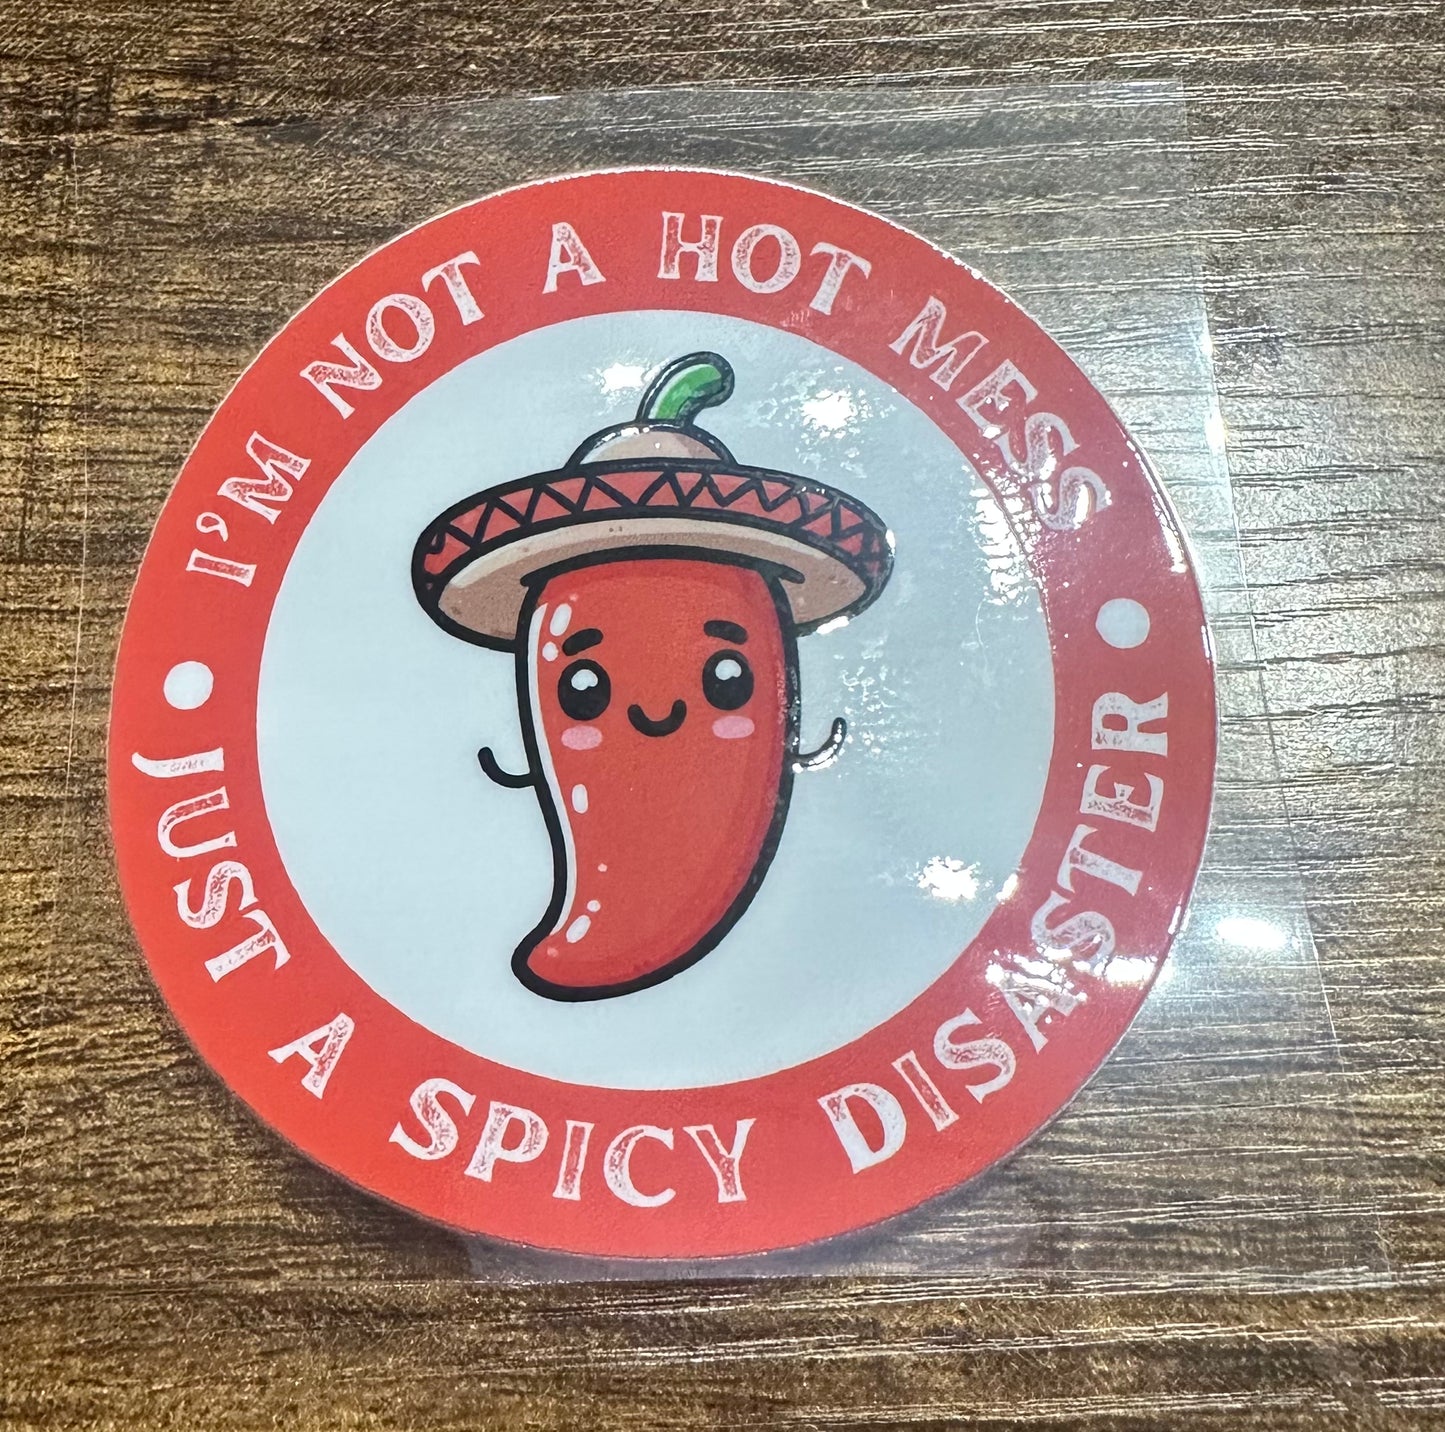 I'M NOT A HOT MESS
JUST A SPICY DISASTER